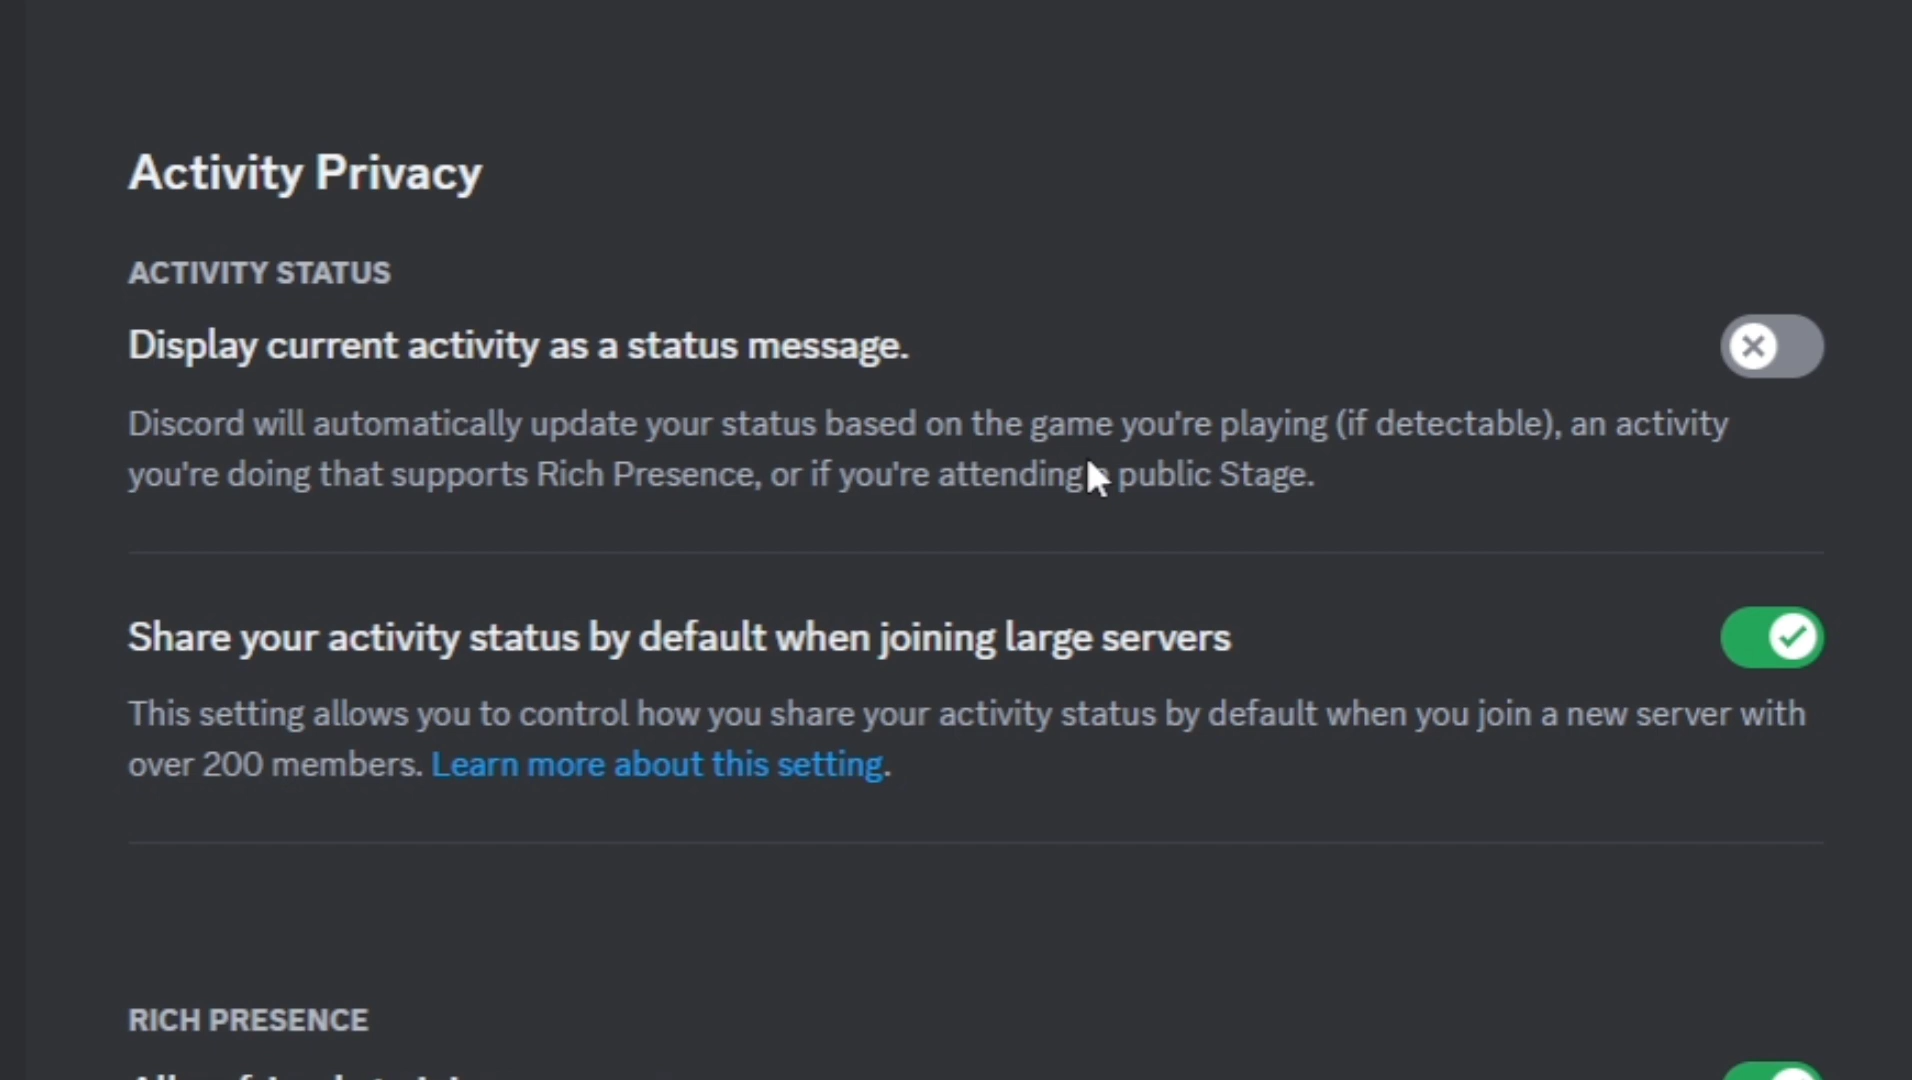 Activity Privacy
ACTIVITY STATUS
Display current activity as a status message.
Discord will automatically update your status based on the game you're playing (if detectable), an activity
you're doing that supports Rich Presence, or if you're attending public Stage.
Share your activity status by default when joining large servers
This setting allows you to control how you share your activity status by default when you join a new server with
over 200 members. Learn more about this setting.
RICH PRESENCE